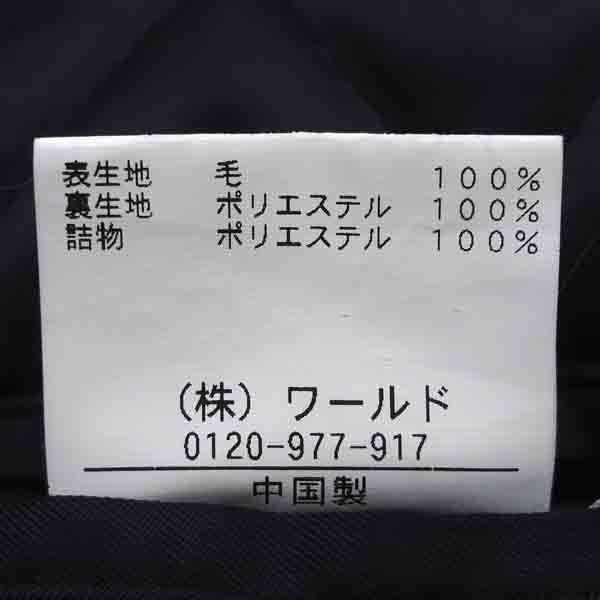 表生地 毛 １００％
裏生地 ポリエステル １００％
詰物 ポリエステル １００％
（株）ワールド
0120-977-917
中国製